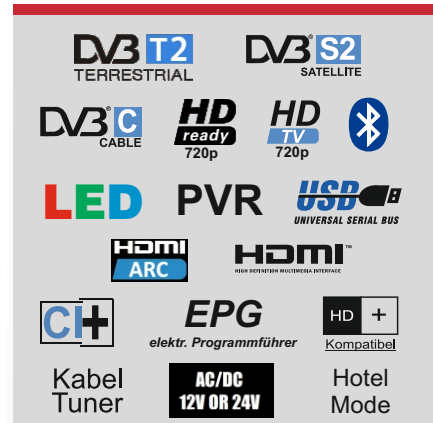 DVB T2
TERRESTRIAL
DVB S2
SATELLITE
DVB C
CABLE
HD
ready
720p
HD
TV
720p
LED
PVR
USB
UNIVERSAL SERIAL BUS
HDMI
ARC
HDMI™
HIGH DEFINITION MULTIMEDIA INTERFACE
CI+
EPG
elektr. Programmführer
HD +
Kompatibel
Kabel
Tuner
AC/DC
12V OR 24V
Hotel
Mode